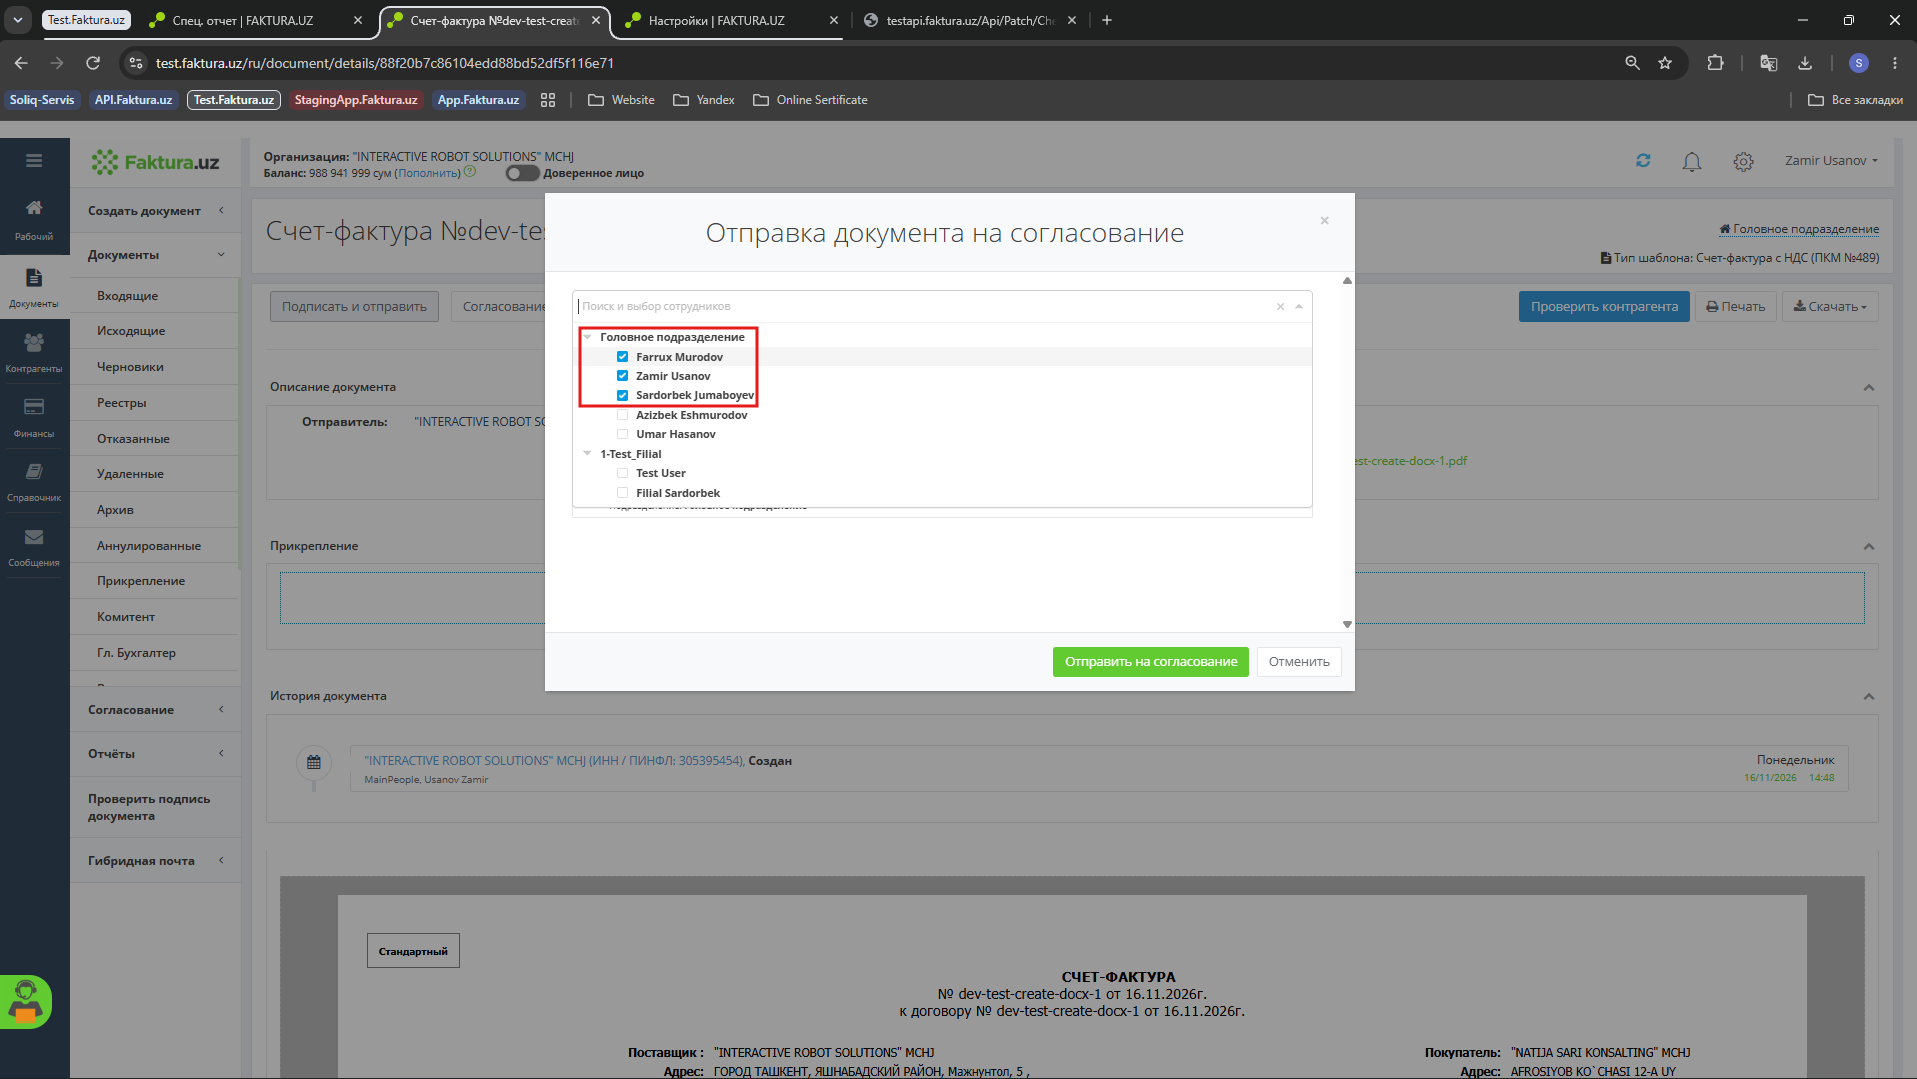 Test.Faktura.uz
Спец. отчет | FAKTURA.UZ
Счет-фактура №dev-test-create
Настройки | FAKTURA.UZ
testapi.faktura.uz/Api/Patch/Che
test.faktura.uz/ru/document/details/88f20b7c86104edd88bd52df5f116e71
S
Soliq-Servis
API.Faktura.uz
Test.Faktura.uz
StagingApp.Faktura.uz
App.Faktura.uz
Website
Yandex
Online Sertificate
Все закладки
Рабочий
Документы
Контрагенты
Финансы
Справочник
Сообщения
Faktura.uz
Создать документ
Документы
Входящие
Исходящие
Черновики
Реестры
Отказанные
Удаленные
Архив
Аннулированные
Прикрепление
Комитент
Гл. Бухгалтер
Согласование
Отчёты
Проверить подпись
документа
Гибридная почта
Организация: "INTERACTIVE ROBOT SOLUTIONS" MCHJ
Баланс: 988 941 999 сум (Пополнить) ?
Доверенное лицо
Zamir Usanov
Счет-фактура №dev-te
Головное подразделение
Тип шаблона: Счет-фактура с НДС (ПКМ №489)
Подписать и отправить
Согласование
Проверить контрагента
Печать
Скачать
Описание документа
Отправитель: "INTERACTIVE ROBOT SO
st-create-docx-1.pdf
Прикрепление
Отправка документа на согласование
Поиск и выбор сотрудников
Головное подразделение
Farrux Murodov
Zamir Usanov
Sardorbek Jumaboyev
Azizbek Eshmurodov
Umar Hasanov
1-Test_Filial
Test User
Filial Sardorbek
Отправить на согласование
Отменить
История документа
"INTERACTIVE ROBOT SOLUTIONS" MCHJ (ИНН / ПИНФЛ: 305395454), Создан
MainPeople, Usanov Zamir
Понедельник
16/11/2026 14:48
Стандартный
СЧЕТ-ФАКТУРА
№ dev-test-create-docx-1 от 16.11.2026г.
к договору № dev-test-create-docx-1 от 16.11.2026г.
Поставщик : "INTERACTIVE ROBOT SOLUTIONS" MCHJ
Адрес: ГОРОД ТАШКЕНТ, ЯШНАБАДСКИЙ РАЙОН, Мажнунтол, 5 ,
Покупатель: "NATIJA SARI KONSALTING" MCHJ
Адрес: AFROSIYOB KO`CHASI 12-A UY